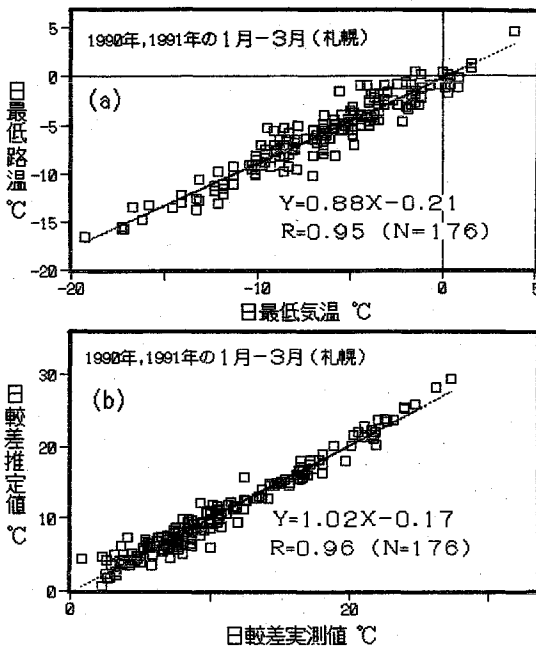 1990年,1991年の1月－3月(札幌)
(a)
5
0
-5
-10
-15
-20
日最低路温 ℃
Y=0.88X-0.21
R=0.95 (N=176)
-20
-10
0
5
日最低気温 ℃
1990年,1991年の1月－3月(札幌)
(b)
30
20
10
0
日較差推定値 ℃
Y=1.02X-0.17
R=0.96 (N=176)
0
20
日較差実測値 ℃